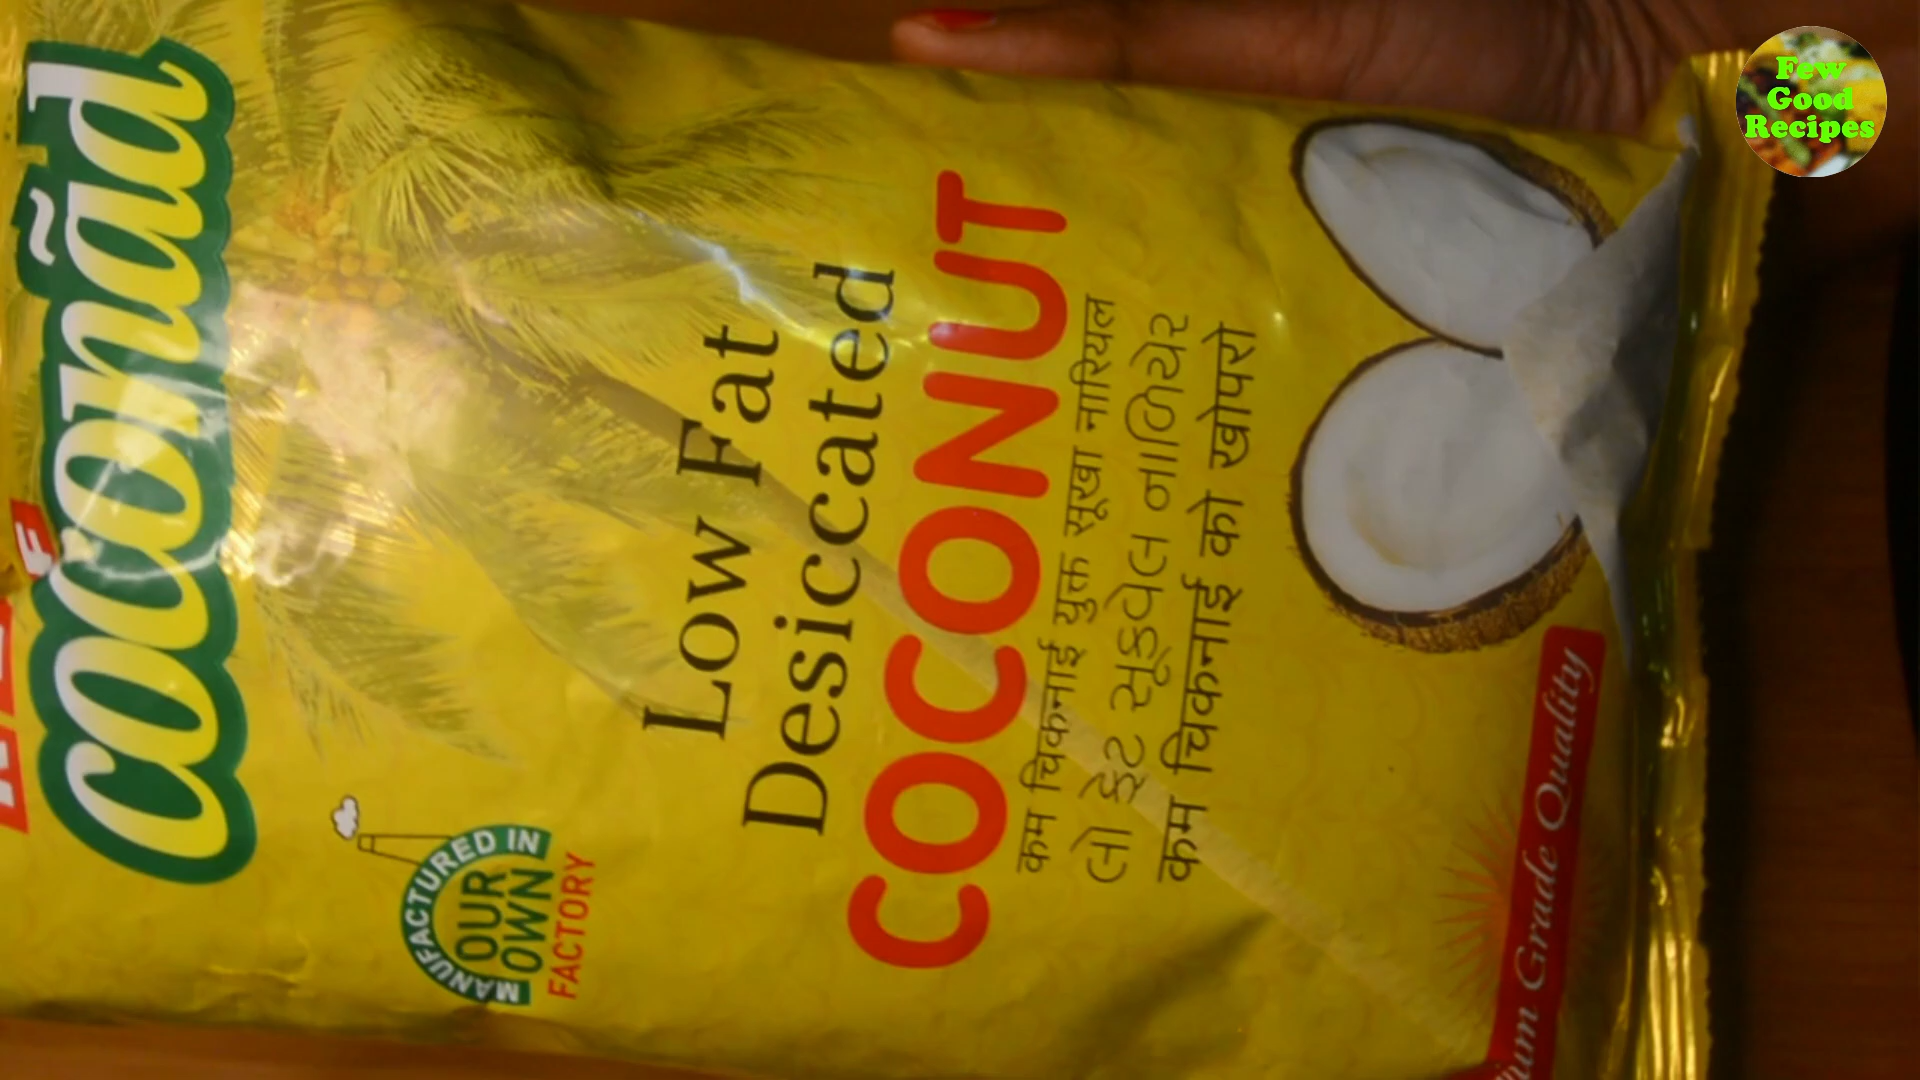 coconãd
MANUFACTURED IN
OUR
OWN
FACTORY
Low Fat
Desiccated
COCONUT
कम चिकनाई युक्त सूखा नारियल
લો ફેટ સૂકવેલ નાળિયેર
कम चिकनाई को खोपरो
Grade Quality
Few
Good
Recipes